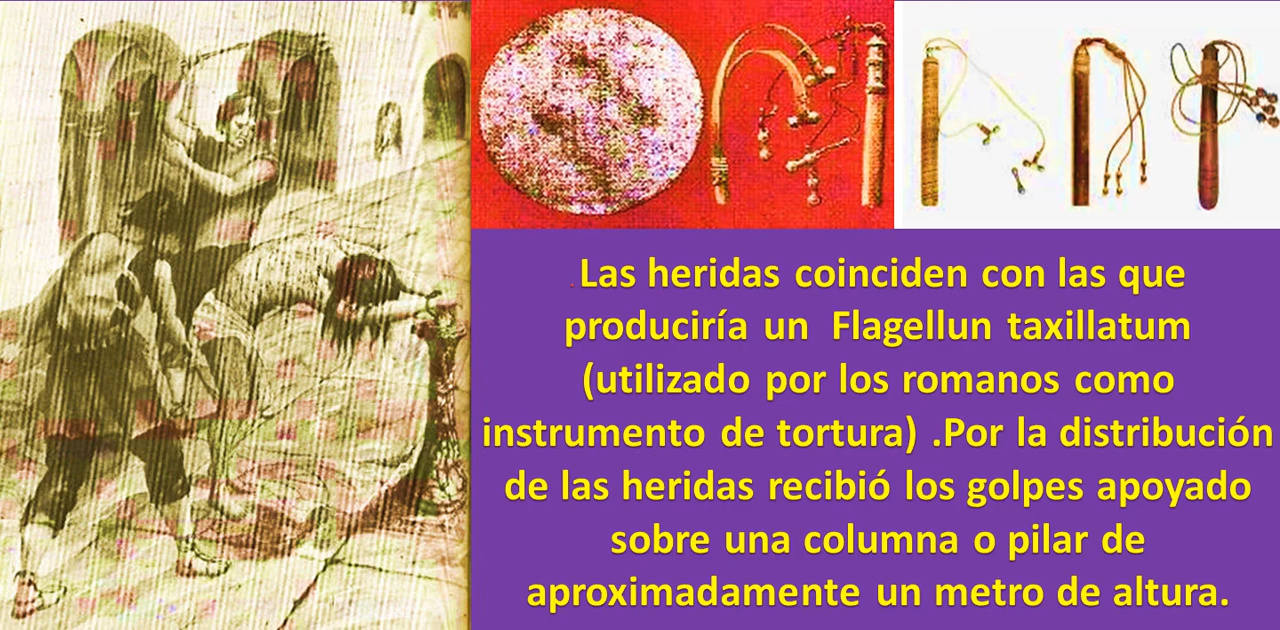 .Las heridas coinciden con las que
produciría un Flagellun taxillatum
(utilizado por los romanos como
instrumento de tortura) .Por la distribución
de las heridas recibió los golpes apoyado
sobre una columna o pilar de
aproximadamente un metro de altura.